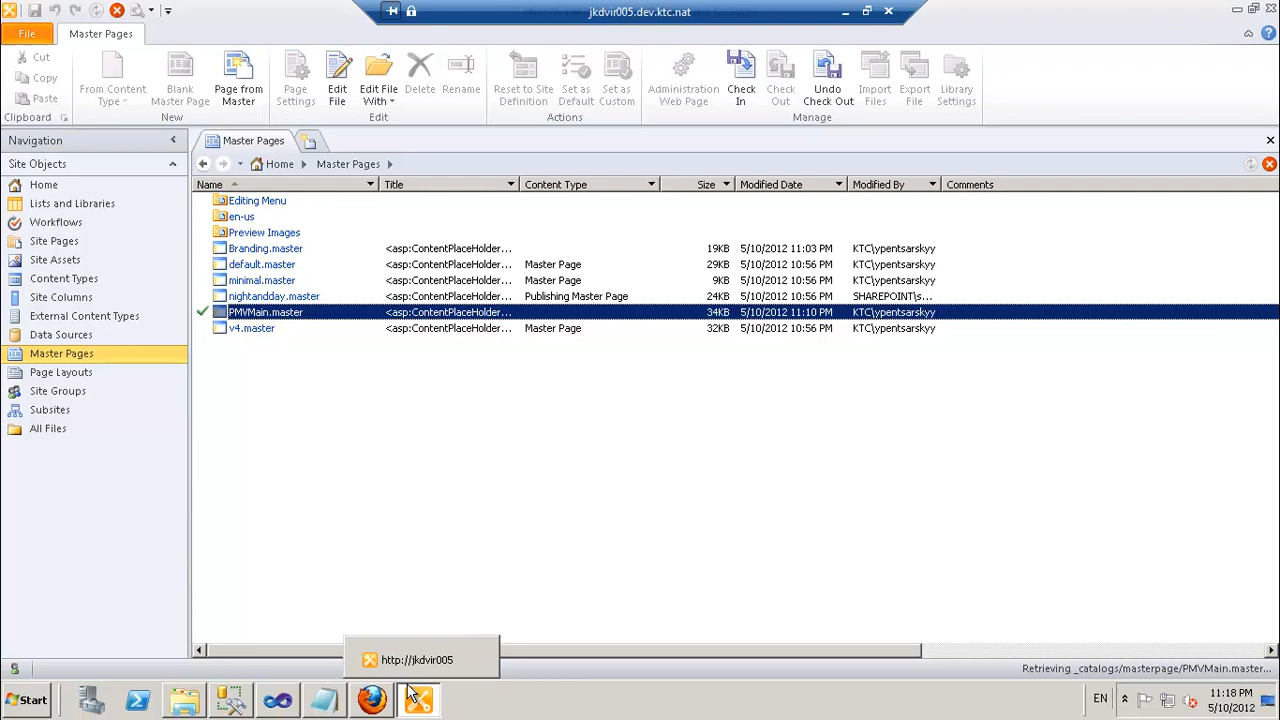 jkdvir005.dev.ktc.nat
File
Master Pages
Cut
Copy
Paste
Clipboard
From Content Type
Blank Master Page
Page from Master
New
Page Settings
Edit File
Edit File With
Delete
Rename
Edit
Reset to Site Definition
Set as Default
Set as Custom
Actions
Administration Web Page
Check In
Check Out
Undo Check Out
Import Files
Export File
Library Settings
Manage
Navigation
Site Objects
Home
Lists and Libraries
Workflows
Site Pages
Site Assets
Content Types
Site Columns
External Content Types
Data Sources
Master Pages
Page Layouts
Site Groups
Subsites
All Files
Master Pages
Home Master Pages
Name Title Content Type Size Modified Date Modified By Comments
Editing Menu
en-us
Preview Images
Branding.master <asp:ContentPlaceHolder... 19KB 5/10/2012 11:03 PM KTC\ypentsarskyy
default.master <asp:ContentPlaceHolder... Master Page 29KB 5/10/2012 10:56 PM KTC\ypentsarskyy
minimal.master <asp:ContentPlaceHolder... Master Page 9KB 5/10/2012 10:56 PM KTC\ypentsarskyy
nightandday.master <asp:ContentPlaceHolder... Publishing Master Page 24KB 5/10/2012 10:56 PM SHAREPOINT\s...
PMVMain.master <asp:ContentPlaceHolder... 34KB 5/10/2012 11:10 PM KTC\ypentsarskyy
v4.master <asp:ContentPlaceHolder... Master Page 32KB 5/10/2012 10:56 PM KTC\ypentsarskyy
http://jkdvir005
Retrieving _catalogs/masterpage/PMVMain.master...
Start
EN
11:18 PM
5/10/2012